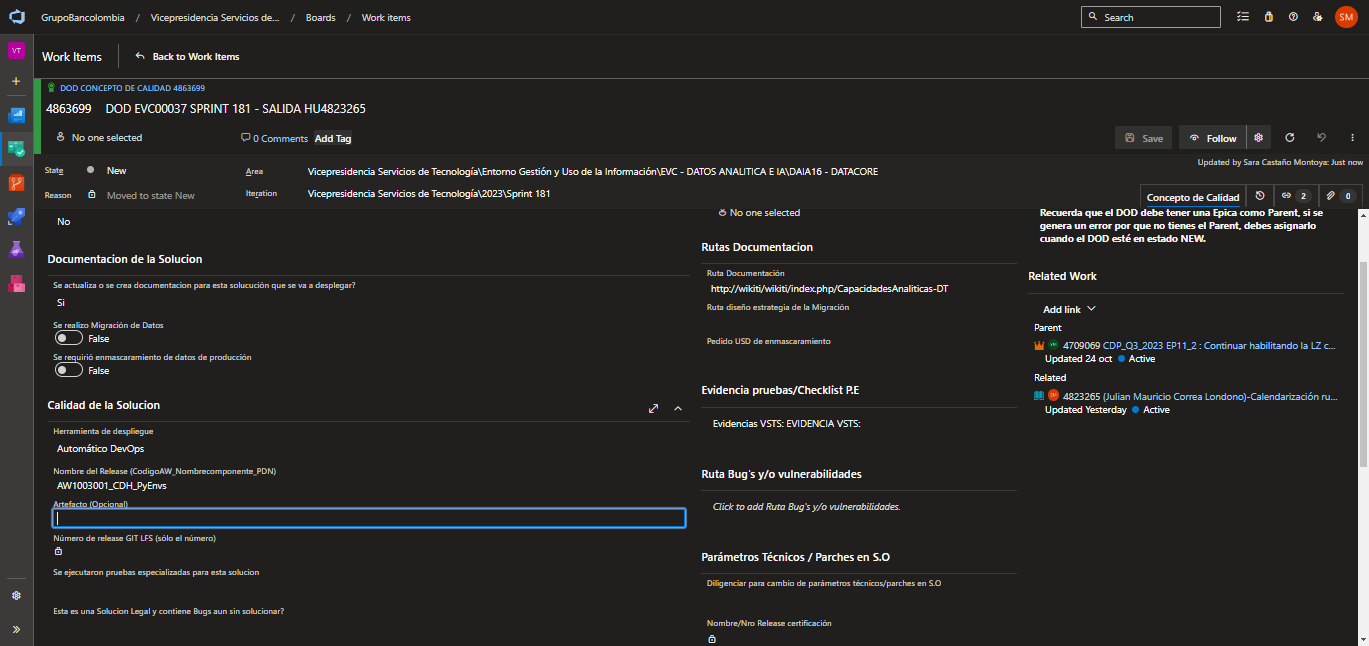 GrupoBancolombia / Vicepresidencia Servicios de... / Boards / Work items
Search
SM
VT
Work Items
Back to Work Items
DOD CONCEPTO DE CALIDAD 4863699
4863699 DOD EVC00037 SPRINT 181 - SALIDA HU4823265
No one selected
0 Comments
Add Tag
Save
Follow
Updated by Sara Castaño Montoya: Just now
State
New
Area
Vicepresidencia Servicios de Tecnología\Entorno Gestión y Uso de la Información\EVC - DATOS ANALITICA E IA\DAIA16 - DATACORE
Reason
Moved to state New
Iteration
Vicepresidencia Servicios de Tecnología\2023\Sprint 181
Concepto de Calidad
2
0
No
Documentacion de la Solucion
Se actualiza o se crea documentacion para esta solucución que se va a desplegar?
Si
Se realizo Migración de Datos
False
Se requirió enmascaramiento de datos de producción
False
Calidad de la Solucion
Herramienta de despliegue
Automático DevOps
Nombre del Release (CodigoAW_Nombrecomponente_PDN)
AW1003001_CDH_PyEnvs
Artefacto (Opcional)
Número de release GIT LFS (sólo el número)
Se ejecutaron pruebas especializadas para esta solucion
Esta es una Solucion Legal y contiene Bugs aun sin solucionar?
No one selected
Rutas Documentacion
Ruta Documentación
http://wikiti/wikiti/index.php/CapacidadesAnaliticas-DT
Ruta diseño estrategia de la Migración
Pedido USD de enmascaramiento
Evidencia pruebas/Checklist P.E
Evidencias VSTS: EVIDENCIA VSTS:
Ruta Bug's y/o vulnerabilidades
Click to add Ruta Bug's y/o vulnerabilidades.
Parámetros Técnicos / Parches en S.O
Diligenciar para cambio de parámetros técnicos/parches en S.O
Nombre/Nro Release certificación
Recuerda que el DOD debe tener una Epica como Parent, si se
genera un error por que no tienes el Parent, debes asignarlo
cuando el DOD esté en estado NEW.
Related Work
Add link
Parent
4709069 CDP_Q3_2023 EP11_2 : Continuar habilitando la LZ c...
Updated 24 oct Active
Related
4823265 (Julian Mauricio Correa Londono)-Calendarización ru...
Updated Yesterday Active